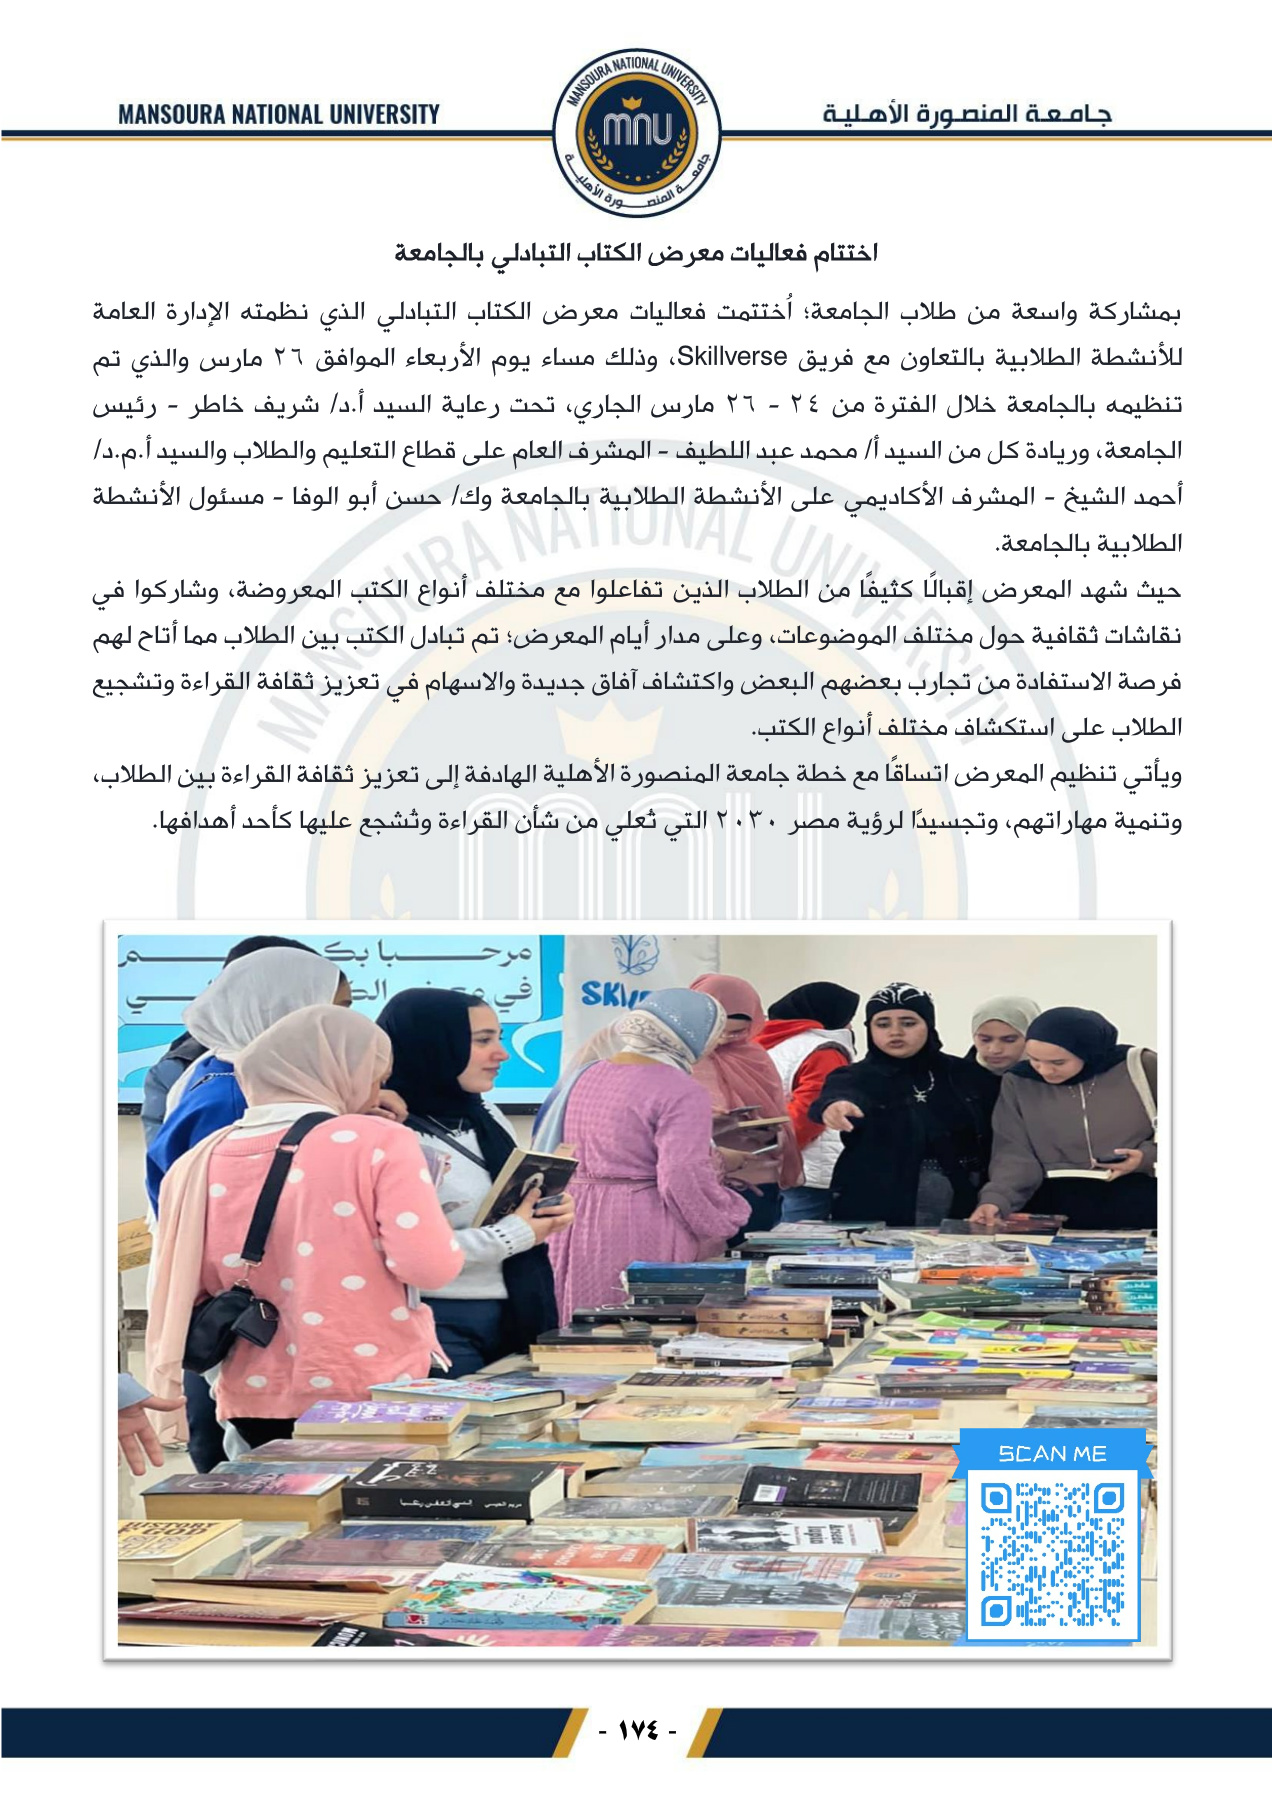 MANSOURA NATIONAL UNIVERSITY
جامعة المنصورة الأهلية
MANSOURA NATIONAL UNIVERSITY
mnu
جامعة المنصورة الأهلية
اختتام فعاليات معرض الكتاب التبادلي بالجامعة
بمشاركة واسعة من طلاب الجامعة؛ اُختتمت فعاليات معرض الكتاب التبادلي الذي نظمته الإدارة العامة
للأنشطة الطلابية بالتعاون مع فريق Skillverse، وذلك مساء يوم الأربعاء الموافق ٢٦ مارس والذي تم
تنظيمه بالجامعة خلال الفترة من ٢٤ - ٢٦ مارس الجاري، تحت رعاية السيد أ.د/ شريف خاطر - رئيس
الجامعة، وريادة كل من السيد أ/ محمد عبد اللطيف - المشرف العام على قطاع التعليم والطلاب والسيد أ.م.د/
أحمد الشيخ - المشرف الأكاديمي على الأنشطة الطلابية بالجامعة وك/ حسن أبو الوفا - مسئول الأنشطة
الطلابية بالجامعة.
حيث شهد المعرض إقبالًا كثيفًا من الطلاب الذين تفاعلوا مع مختلف أنواع الكتب المعروضة، وشاركوا في
نقاشات ثقافية حول مختلف الموضوعات، وعلى مدار أيام المعرض؛ تم تبادل الكتب بين الطلاب مما أتاح لهم
فرصة الاستفادة من تجارب بعضهم البعض واكتشاف آفاق جديدة والاسهام في تعزيز ثقافة القراءة وتشجيع
الطلاب على استكشاف مختلف أنواع الكتب.
ويأتي تنظيم المعرض اتساقًا مع خطة جامعة المنصورة الأهلية الهادفة إلى تعزيز ثقافة القراءة بين الطلاب،
وتنمية مهاراتهم، وتجسيدًا لرؤية مصر ٢٠٣٠ التي تُعلي من شأن القراءة وتُشجع عليها كأحد أهدافها.
مرحبا بكم
في
SCAN ME
- ١٧٤ -